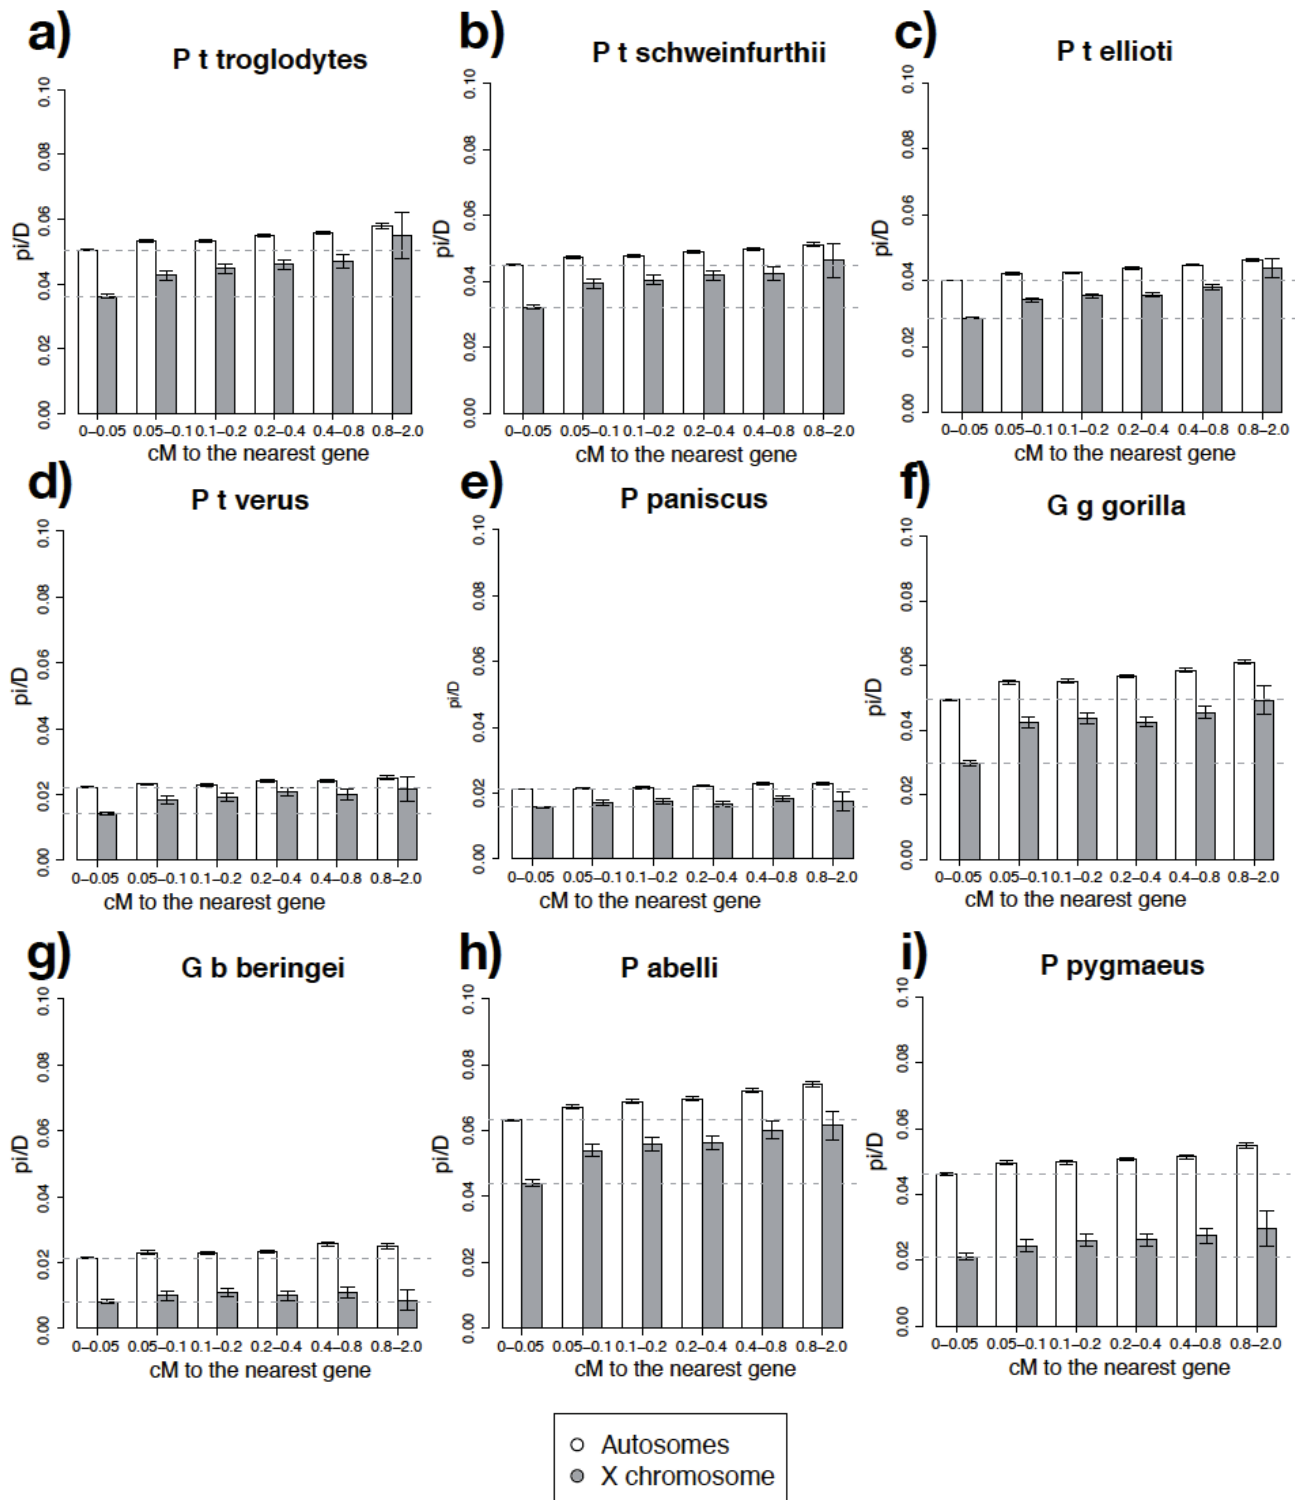 a)
P t troglodytes
pi/D
0.00 0.02 0.04 0.06 0.08 0.10
0–0.05 0.05–0.1 0.1–0.2 0.2–0.4 0.4–0.8 0.8–2.0
cM to the nearest gene
b)
P t schweinfurthii
pi/D
0.00 0.02 0.04 0.06 0.08 0.10
0–0.05 0.05–0.1 0.1–0.2 0.2–0.4 0.4–0.8 0.8–2.0
cM to the nearest gene
c)
P t ellioti
pi/D
0.00 0.02 0.04 0.06 0.08 0.10
0–0.05 0.05–0.1 0.1–0.2 0.2–0.4 0.4–0.8 0.8–2.0
cM to the nearest gene
d)
P t verus
pi/D
0.00 0.02 0.04 0.06 0.08 0.10
0–0.05 0.05–0.1 0.1–0.2 0.2–0.4 0.4–0.8 0.8–2.0
cM to the nearest gene
e)
P paniscus
pi/D
0.00 0.02 0.04 0.06 0.08 0.10
0–0.05 0.05–0.1 0.1–0.2 0.2–0.4 0.4–0.8 0.8–2.0
cM to the nearest gene
f)
G g gorilla
pi/D
0.00 0.02 0.04 0.06 0.08 0.10
0–0.05 0.05–0.1 0.1–0.2 0.2–0.4 0.4–0.8 0.8–2.0
cM to the nearest gene
g)
G b beringei
pi/D
0.00 0.02 0.04 0.06 0.08 0.10
0–0.05 0.05–0.1 0.1–0.2 0.2–0.4 0.4–0.8 0.8–2.0
cM to the nearest gene
h)
P abelli
pi/D
0.00 0.02 0.04 0.06 0.08 0.10
0–0.05 0.05–0.1 0.1–0.2 0.2–0.4 0.4–0.8 0.8–2.0
cM to the nearest gene
i)
P pygmaeus
pi/D
0.00 0.02 0.04 0.06 0.08 0.10
0–0.05 0.05–0.1 0.1–0.2 0.2–0.4 0.4–0.8 0.8–2.0
cM to the nearest gene
Autosomes
X chromosome